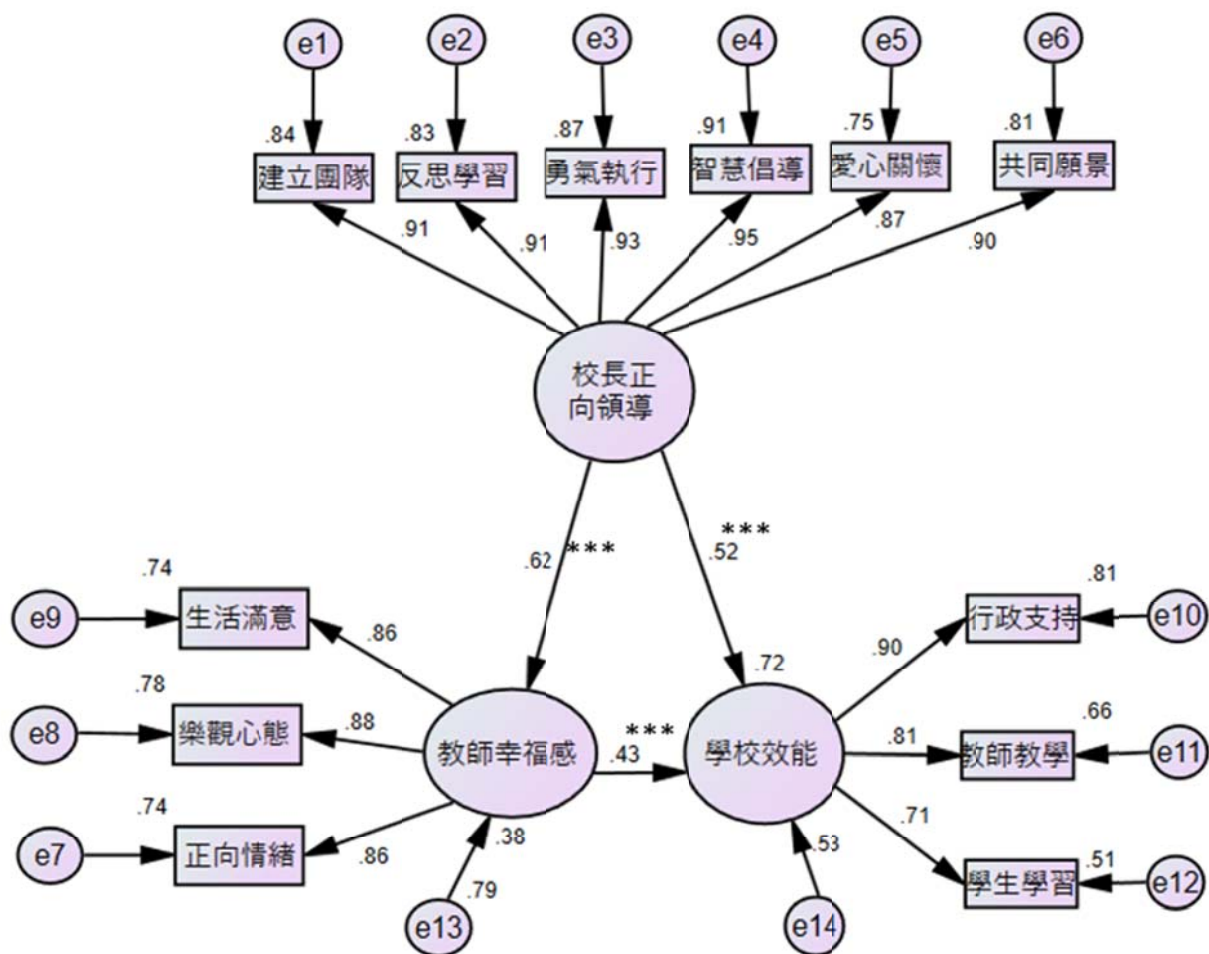 e1 e2 e3 e4 e5 e6
.84 .83 .87 .91 .75 .81
建立團隊 反思學習 勇氣執行 智慧倡導 愛心關懷 共同願景
.91 .91 .93 .95 .87 .90
校長正
向領導
.62 *** .52 ***
.74 .81
e9 生活滿意 行政支持 e10
.86 .90
.78 .72 .66
e8 樂觀心態 .88 教師幸福感 .43 *** 學校效能 .81 教師教學 e11
.74 .38 .53 .71 .51
e7 正向情緒 .86 學生學習 e12
.79
e13 e14